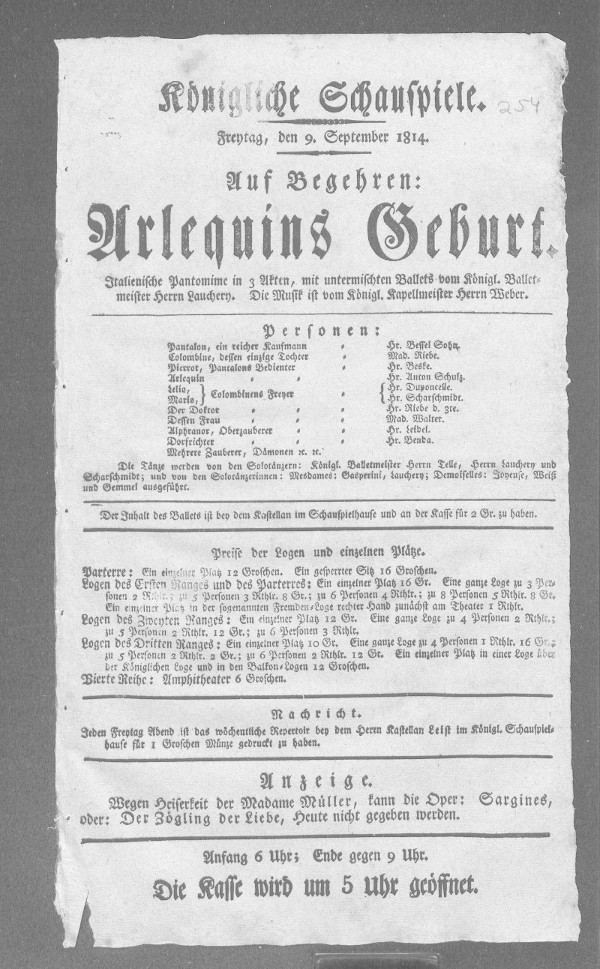 Königliche Schauspiele.
254
Freytag, den 9. September 1814.
Auf Begehren:
Arlequins Geburt.
Italienische Pantomime in 3 Akten, mit untermischten Ballets vom Königl. Ballet-
meister Herrn Lauchery. Die Musik ist vom Königl. Kapellmeister Herrn Weber.
Personen:
Pantalon, ein reicher Kaufmann Hr. Bessel Sohn.
Colombine, dessen einzige Tochter Mad. Riebe.
Pierrot, Pantalons Bedienter Hr. Beske.
Arlequin Hr. Anton Schulz.
Lelio, Hr. Duponcelle.
Colombinens Freyer
Mario, Hr. Scharschmidt.
Der Doktor Hr. Riebe d. 3te.
Dessen Frau Mad. Walter.
Alphranor, Oberzauberer Hr. Leidel.
Dorfrichter Hr. Benda.
Mehrere Zauberer, Dämonen ꝛc. ꝛc.
Die Tänze werden von den Solotänzern: Königl. Balletmeister Herrn Telle, Herrn Lauchery und
Scharschmidt; und von den Solotänzerinnen: Mesdames: Gasperini, Lauchery; Demoiselles: Joyeuse, Weiß
und Gemmel ausgeführt.
Der Inhalt des Ballets ist bey dem Kastellan im Schauspielhause und an der Kasse für 2 Gr. zu haben.
Preise der Logen und einzelnen Plätze.
Parterre: Ein einzelner Platz 12 Groschen. Ein gesperrter Sitz 16 Groschen.
Logen des Ersten Ranges und des Parterres: Ein einzelner Platz 16 Gr. Eine ganze Loge zu 3 Per-
sonen 2 Rthlr.; zu 5 Personen 3 Rthlr. 8 Gr.; zu 6 Personen 4 Rthlr.; zu 8 Personen 5 Rthlr. 8 Gr.
Ein einzelner Platz in der sogenannten Fremden-Loge rechter Hand zunächst am Theater 1 Rthlr.
Logen des Zweyten Ranges: Ein einzelner Platz 12 Gr. Eine ganze Loge zu 4 Personen 2 Rthlr.;
zu 5 Personen 2 Rthlr. 12 Gr.; zu 6 Personen 3 Rthlr.
Logen des Dritten Ranges: Ein einzelner Platz 10 Gr. Eine ganze Loge zu 4 Personen 1 Rthlr. 16 Gr.;
zu 5 Personen 2 Rthlr. 2 Gr.; zu 6 Personen 2 Rthlr. 12 Gr. Ein einzelner Platz in einer Loge über
der Königlichen Loge und in den Balkon-Logen 12 Groschen.
Vierte Reihe: Amphitheater 6 Groschen.
Nachricht.
Jeden Freytag Abend ist das wöchentliche Repertoir bey dem Herrn Kastellan Leist im Königl. Schauspiel-
hause für 1 Groschen Münze gedruckt zu haben.
Anzeige.
Wegen Heiserkeit der Madame Müller, kann die Oper: Sargines,
oder: Der Zögling der Liebe, Heute nicht gegeben werden.
Anfang 6 Uhr; Ende gegen 9 Uhr.
Die Kasse wird um 5 Uhr geöffnet.